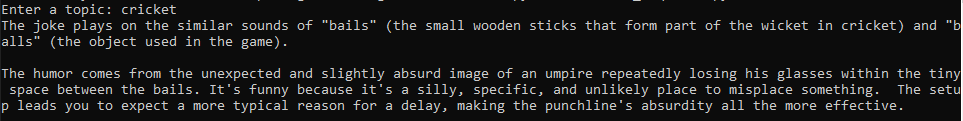 Enter a topic: cricket
The joke plays on the similar sounds of "bails" (the small wooden sticks that form part of the wicket in cricket) and "b
alls" (the object used in the game).
The humor comes from the unexpected and slightly absurd image of an umpire repeatedly losing his glasses within the tiny
 space between the bails. It's funny because it's a silly, specific, and unlikely place to misplace something.  The setu
p leads you to expect a more typical reason for a delay, making the punchline's absurdity all the more effective.